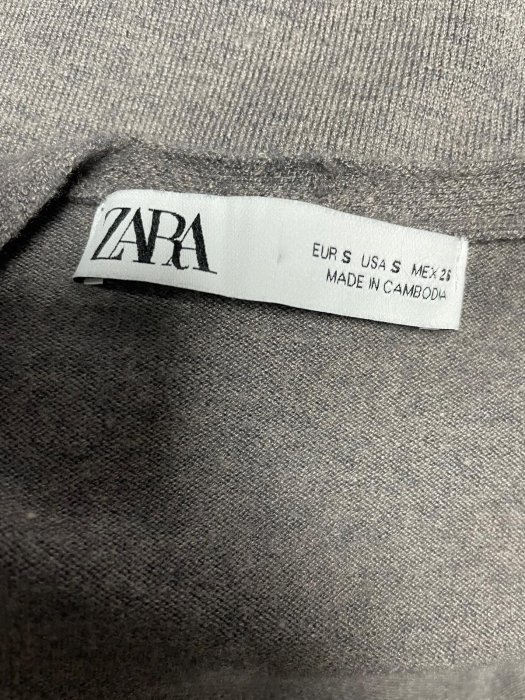 ZARA
EUR S USA S MEX 26
MADE IN CAMBODIA